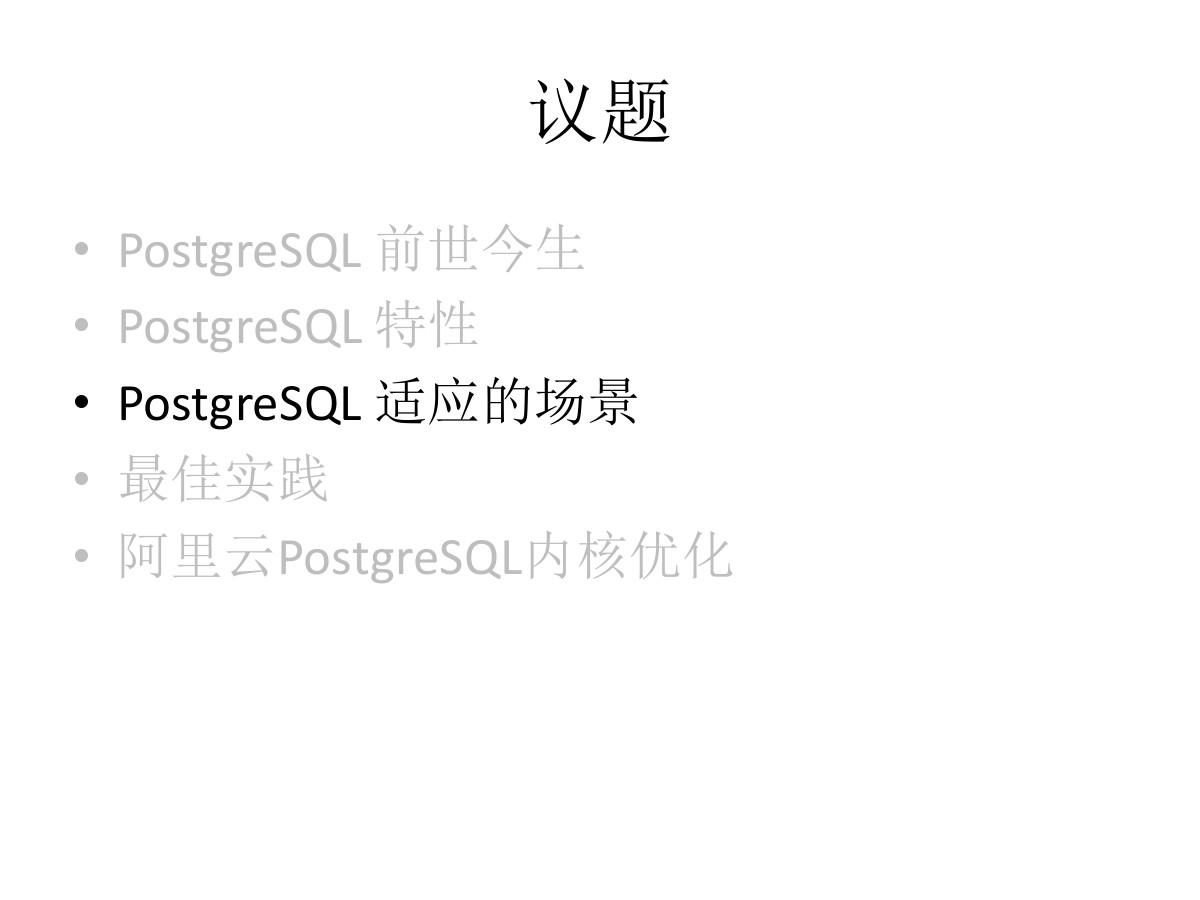 议题
• PostgreSQL 前世今生
• PostgreSQL 特性
• PostgreSQL 适应的场景
• 最佳实践
• 阿里云PostgreSQL内核优化